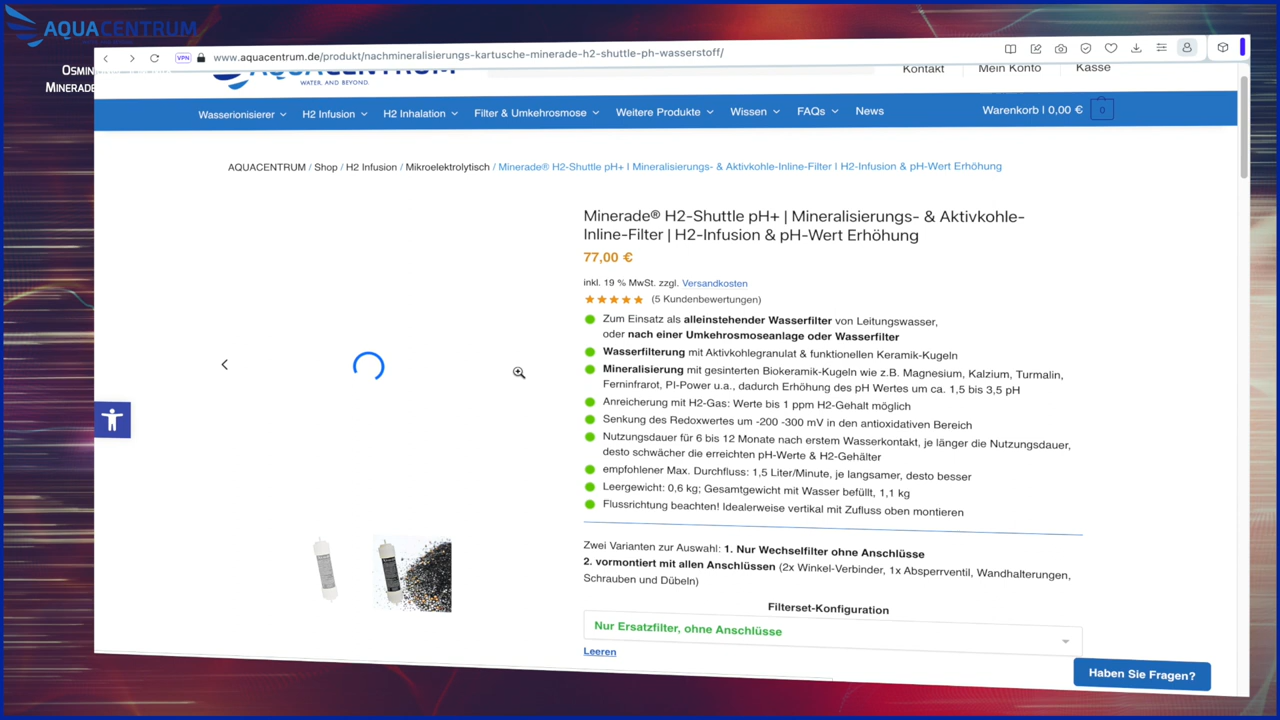 AQUACENTRUM
www.aquacentrum.de/produkt/nachmineralisierungs-kartusche-minerade-h2-shuttle-ph-wasserstoff/
OSMIN
MINERADE
WATER. AND BEYOND.
Kontakt
Mein Konto
Kasse
Wasserionisierer
H2 Infusion
H2 Inhalation
Filter & Umkehrosmose
Weitere Produkte
Wissen
FAQs
News
Warenkorb | 0,00 €
0
AQUACENTRUM / Shop / H2 Infusion / Mikroelektrolytisch / Minerade® H2-Shuttle pH+ | Mineralisierungs- & Aktivkohle-Inline-Filter | H2-Infusion & pH-Wert Erhöhung
Minerade® H2-Shuttle pH+ | Mineralisierungs- & Aktivkohle-
Inline-Filter | H2-Infusion & pH-Wert Erhöhung
77,00 €
inkl. 19 % MwSt. zzgl. Versandkosten
(5 Kundenbewertungen)
Zum Einsatz als alleinstehender Wasserfilter von Leitungswasser,
oder nach einer Umkehrosmoseanlage oder Wasserfilter
Wasserfilterung mit Aktivkohlegranulat & funktionellen Keramik-Kugeln
Mineralisierung mit gesinterten Biokeramik-Kugeln wie z.B. Magnesium, Kalzium, Turmalin,
Ferninfrarot, PI-Power u.a., dadurch Erhöhung des pH Wertes um ca. 1,5 bis 3,5 pH
Anreicherung mit H2-Gas: Werte bis 1 ppm H2-Gehalt möglich
Senkung des Redoxwertes um -200 -300 mV in den antioxidativen Bereich
Nutzungsdauer für 6 bis 12 Monate nach erstem Wasserkontakt, je länger die Nutzungsdauer,
desto schwächer die erreichten pH-Werte & H2-Gehälter
empfohlener Max. Durchfluss: 1,5 Liter/Minute, je langsamer, desto besser
Leergewicht: 0,6 kg; Gesamtgewicht mit Wasser befüllt, 1,1 kg
Flussrichtung beachten! Idealerweise vertikal mit Zufluss oben montieren
Zwei Varianten zur Auswahl: 1. Nur Wechselfilter ohne Anschlüsse
2. vormontiert mit allen Anschlüssen (2x Winkel-Verbinder, 1x Absperrventil, Wandhalterungen,
Schrauben und Dübeln)
Filterset-Konfiguration
Nur Ersatzfilter, ohne Anschlüsse
Leeren
Haben Sie Fragen?
VPN